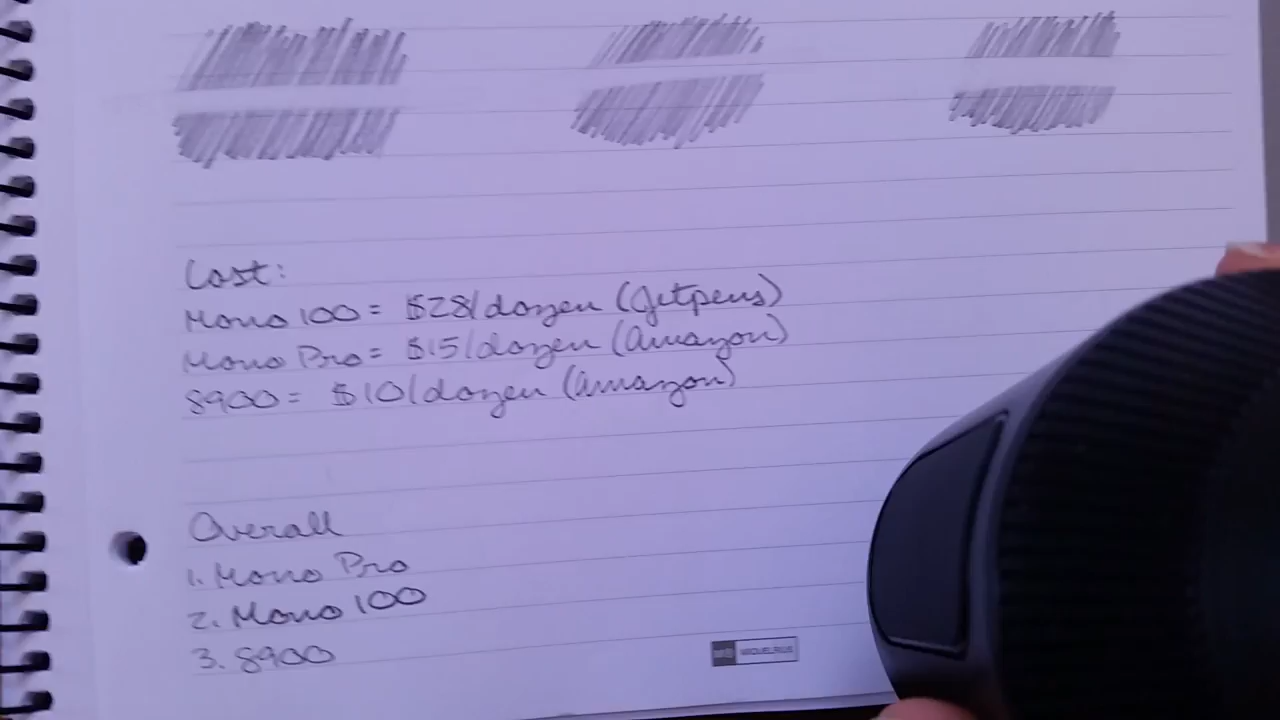 Cost:
Mono 100 = $28/dozen (Jetpens)
Mono Pro = $15/dozen (Amazon)
8900 = $10/dozen (Amazon)
Overall
1. Mono Pro
2. Mono 100
3. 8900
MIQUELRIUS